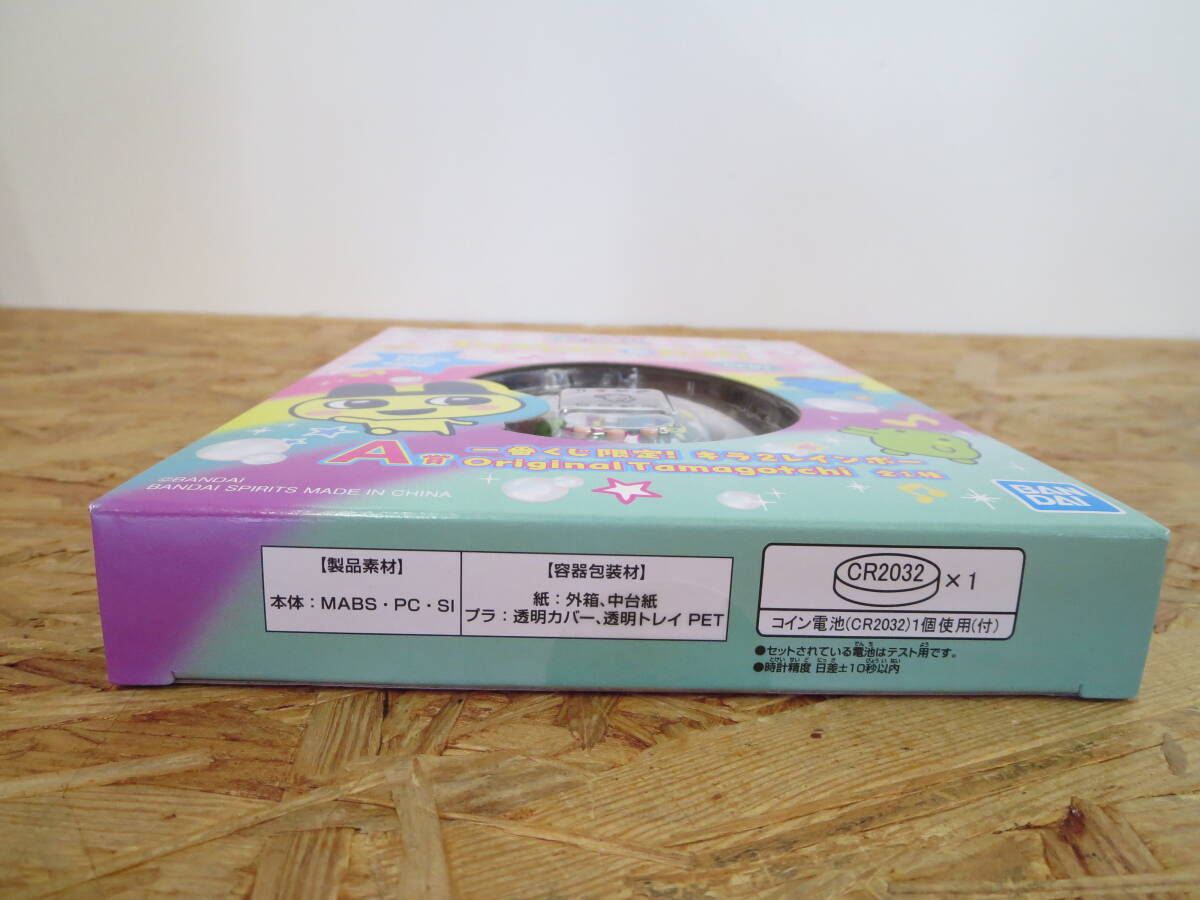 A賞
一番くじ限定! キラ2レインボー
Original Tamagotchi
©BANDAI
BANDAI SPIRITS MADE IN CHINA
BAN
DAI
【製品素材】
本体：MABS・PC・SI
【容器包装材】
紙：外箱、中台紙
プラ：透明カバー、透明トレイ PET
CR2032 ×1
コイン電池(CR2032)1個使用(付)
●セットされている電池はテスト用です。
●時計精度 日差±10秒以内